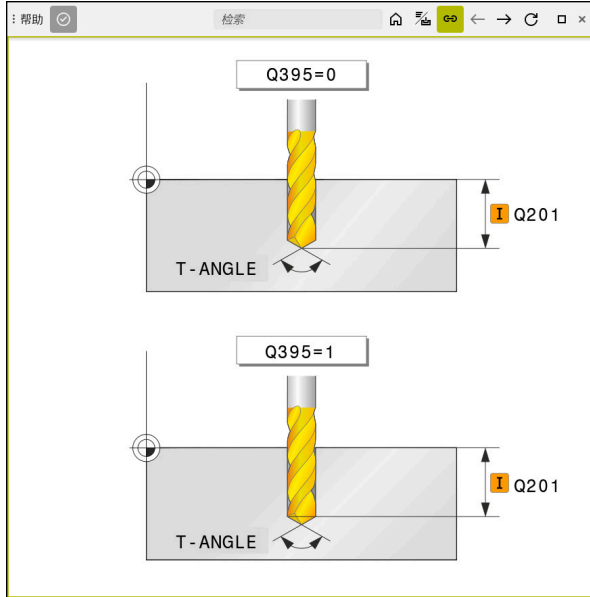 帮助
检索
Q395=0
I Q201
T-ANGLE
Q395=1
I Q201
T-ANGLE